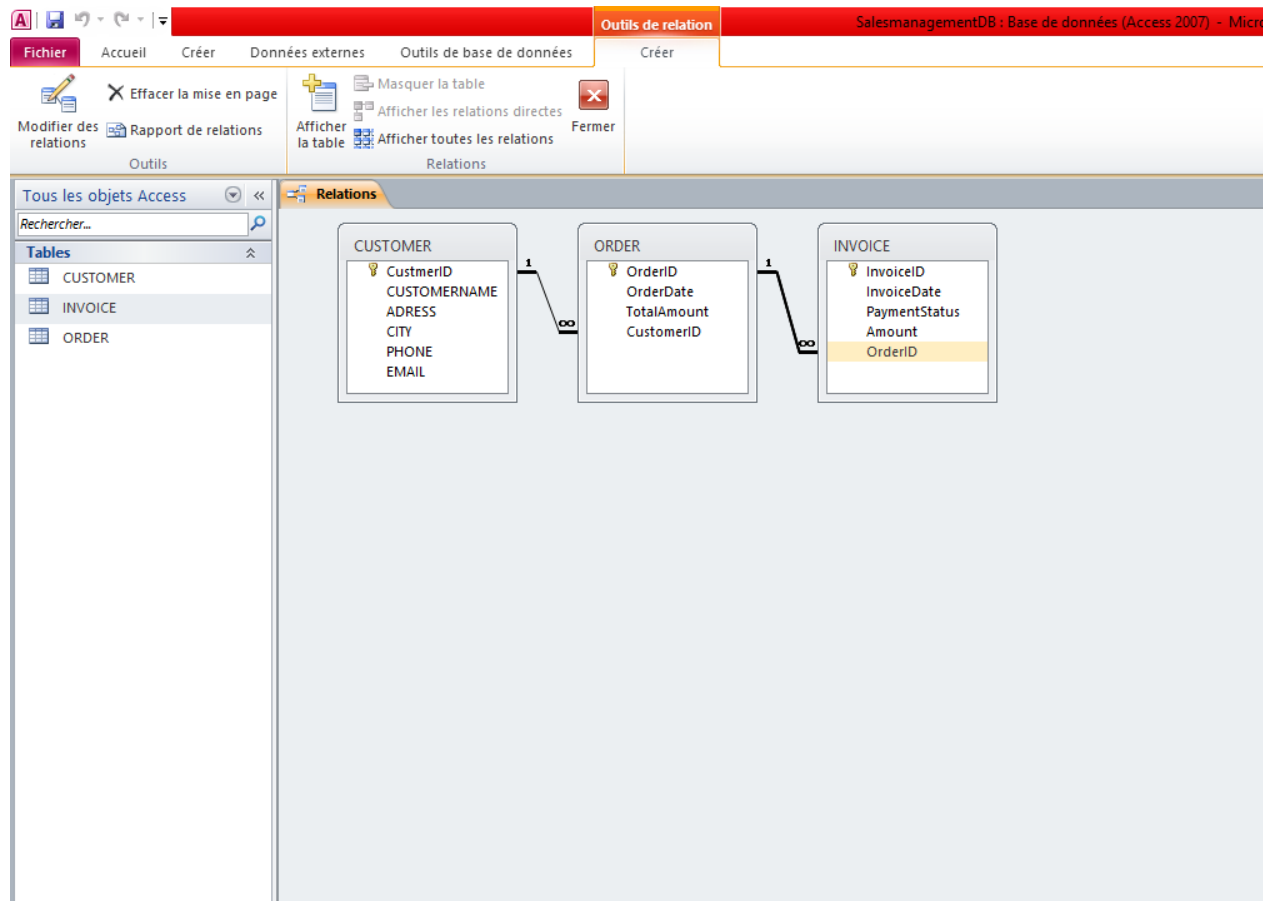 A
Outils de relation
SalesmanagementDB : Base de données (Access 2007) - Micro
Fichier Accueil Créer Données externes Outils de base de données Créer
Modifier des relations
Effacer la mise en page
Rapport de relations
Outils
Afficher la table
Masquer la table
Afficher les relations directes
Afficher toutes les relations
Fermer
Relations
Tous les objets Access «
Rechercher...
Tables
CUSTOMER
INVOICE
ORDER
Relations
CUSTOMER
CustmerID
CUSTOMERNAME
ADRESS
CITY
PHONE
EMAIL
1
∞
ORDER
OrderID
OrderDate
TotalAmount
CustomerID
1
∞
INVOICE
InvoiceID
InvoiceDate
PaymentStatus
Amount
OrderID